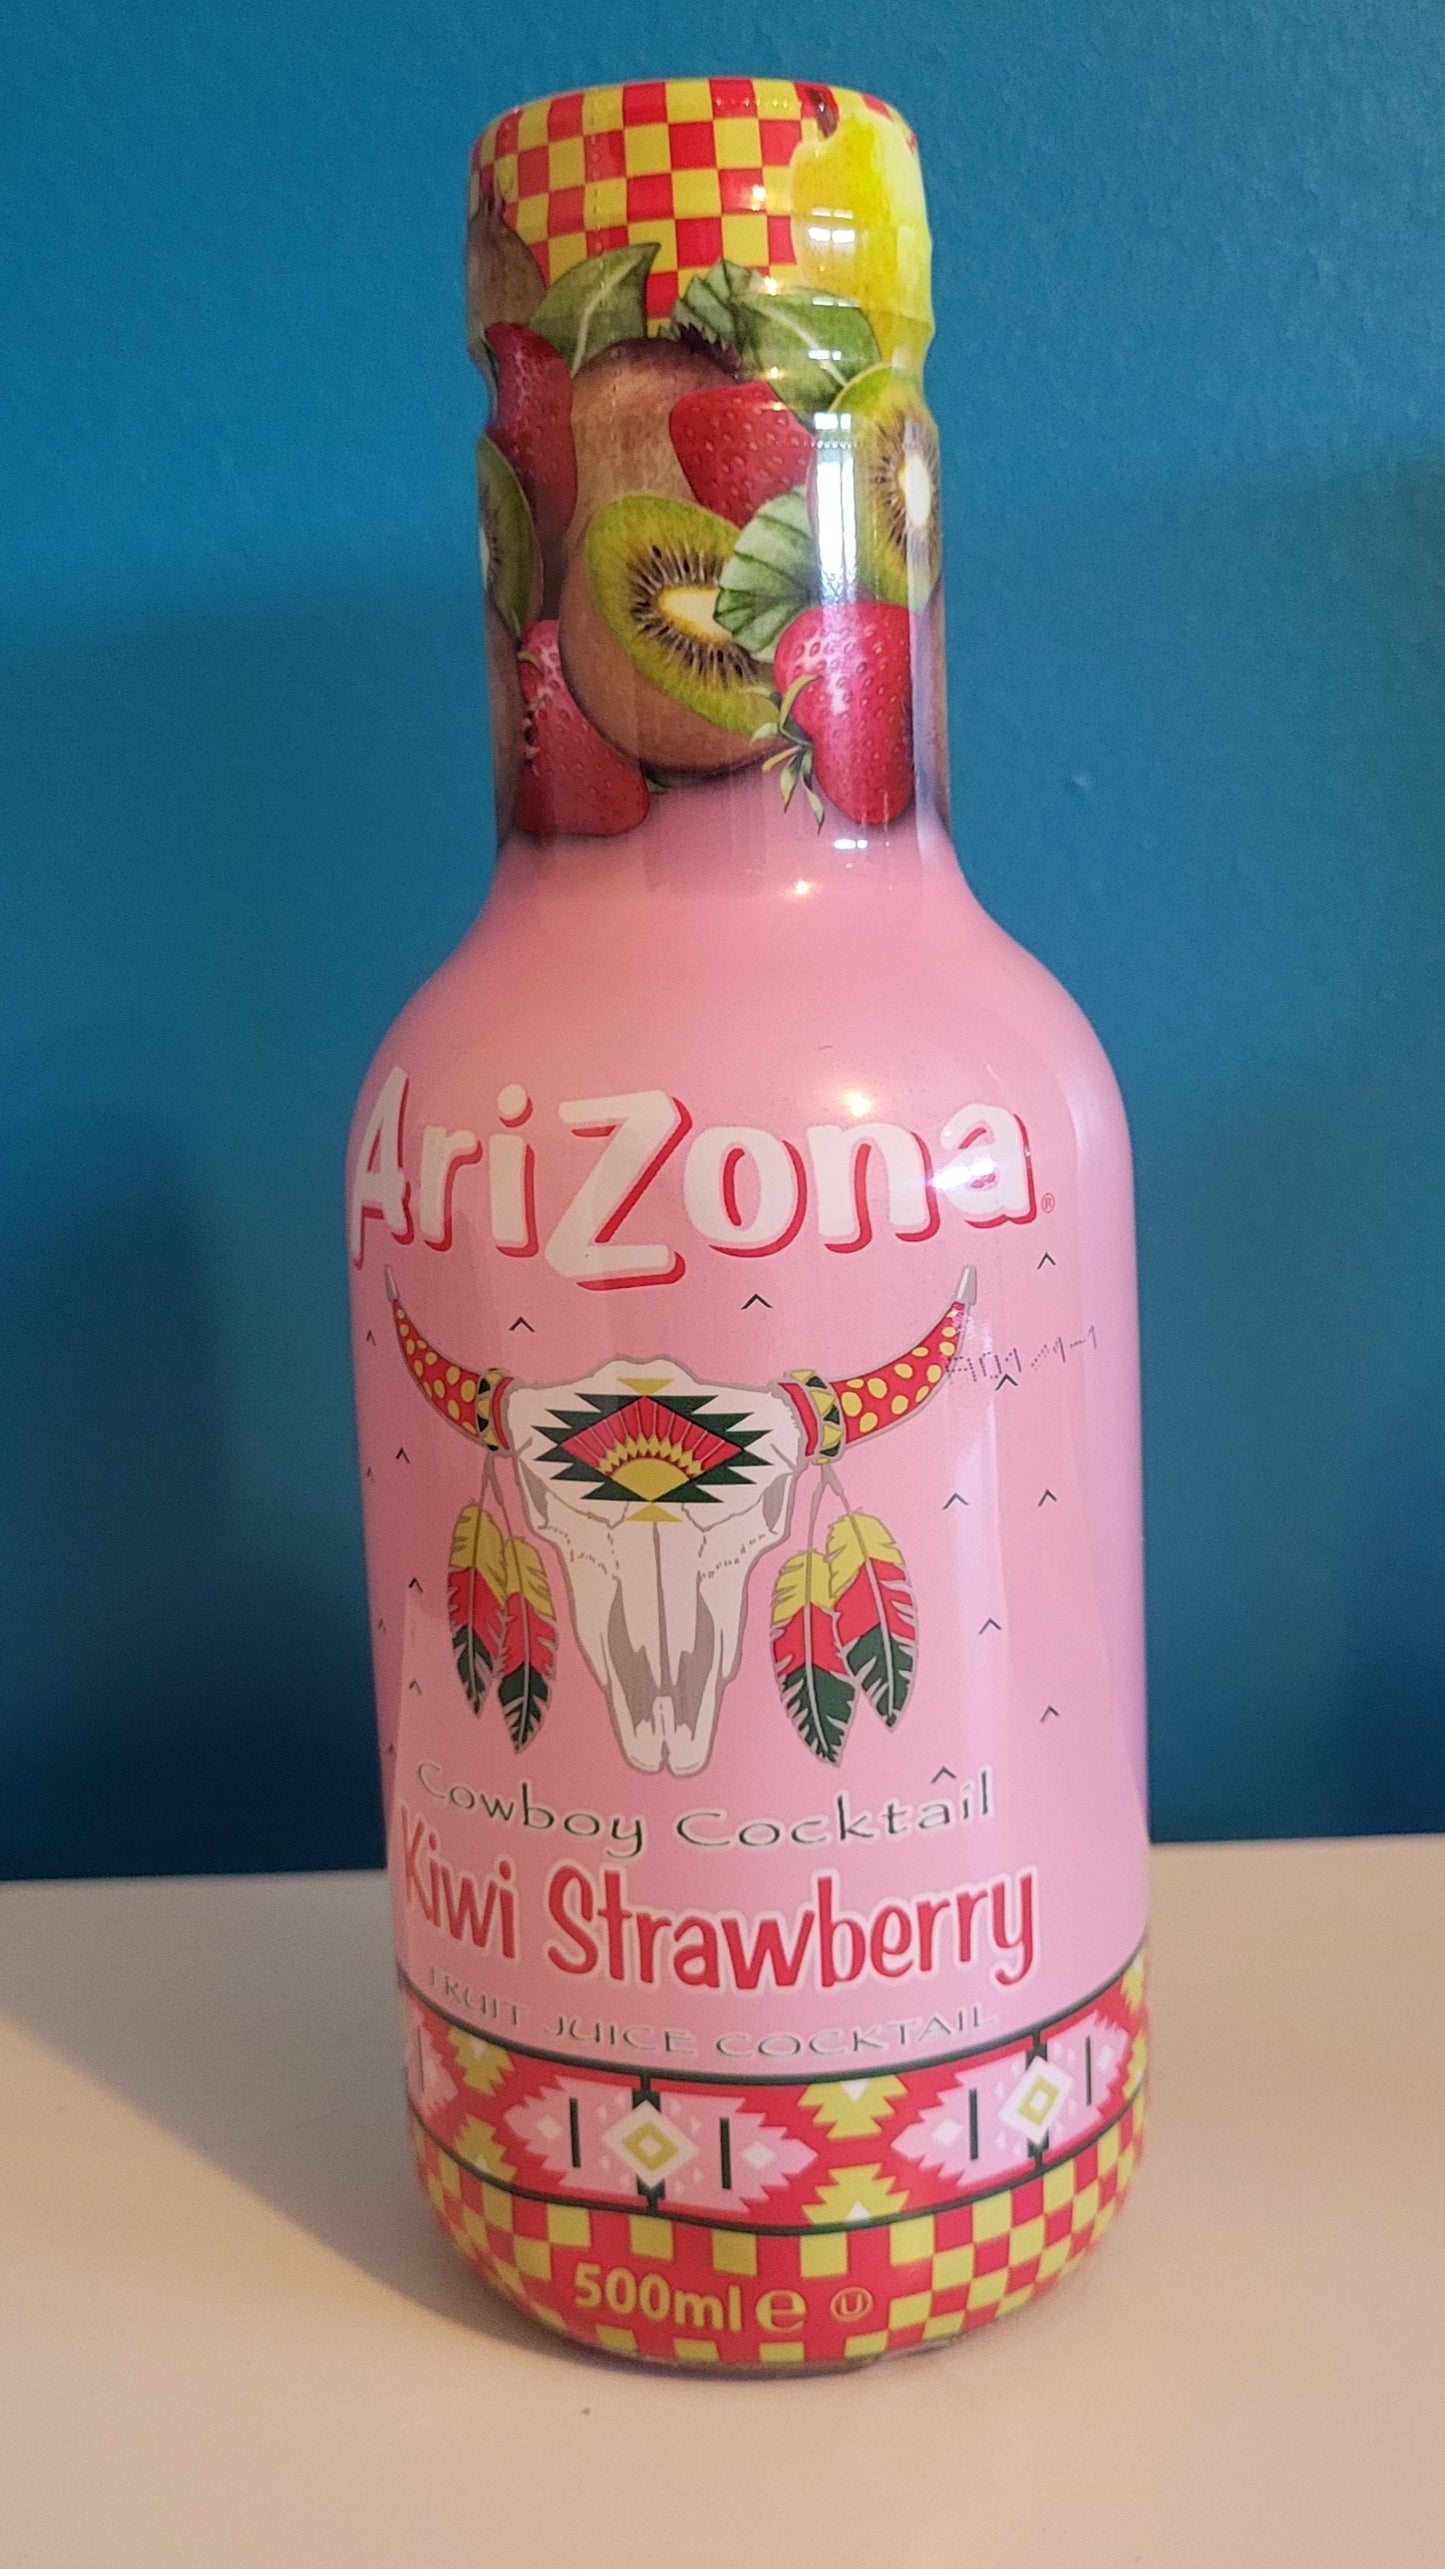 AriZona®
Cowboy Cocktail
Kiwi Strawberry
FRUIT JUICE COCKTAIL
500ml e U